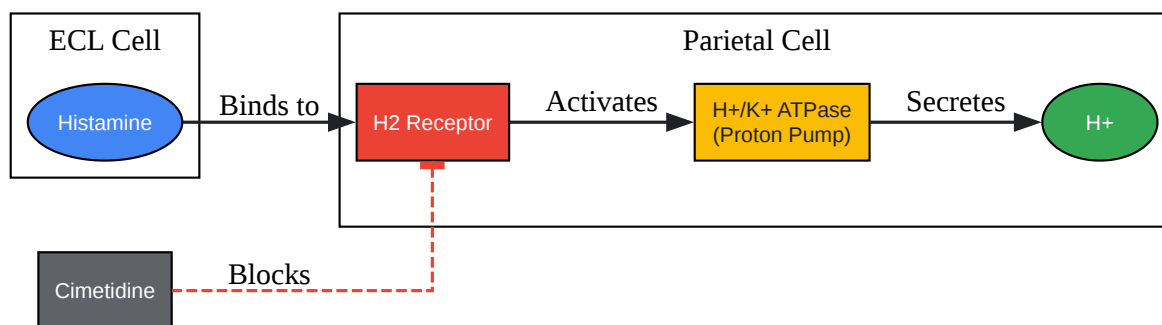 ECL Cell
Parietal Cell
Histamine
Binds to
H2 Receptor
Activates
H+/K+ ATPase
(Proton Pump)
Secretes
H+
Cimetidine
Blocks